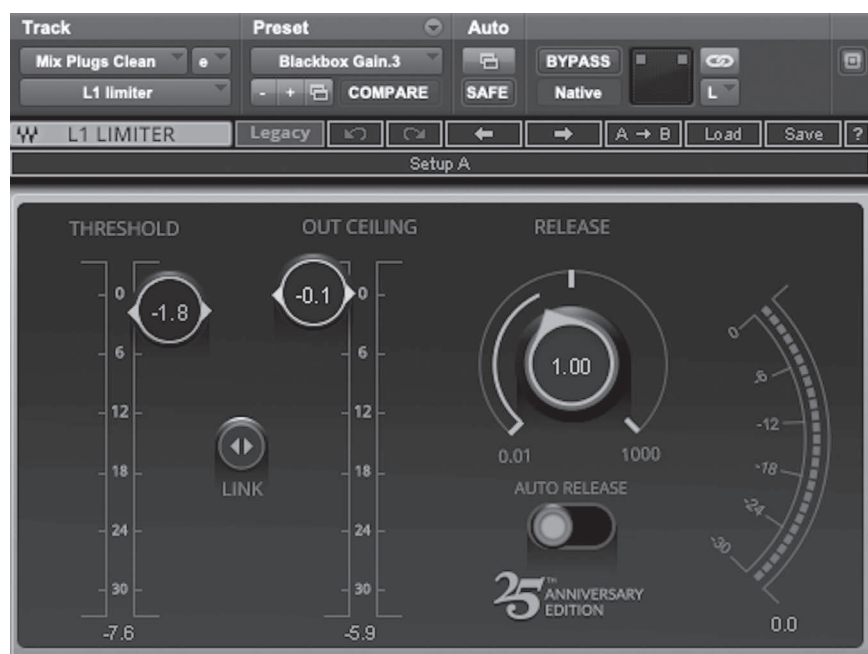 Track Preset Auto
Mix Plugs Clean e Blackbox Gain.3 BYPASS
L1 limiter - + COMPARE SAFE Native L
L1 LIMITER Legacy A → B Load Save ?
Setup A
THRESHOLD OUT CEILING RELEASE
-1.8 -0.1 1.00
0 0
6 6
12 12
18 18
24 24
30 30
-7.6 -5.9
LINK
0.01 1000
AUTO RELEASE
25TH ANNIVERSARY
EDITION
0
-6
-12
-18
-24
-30
0.0